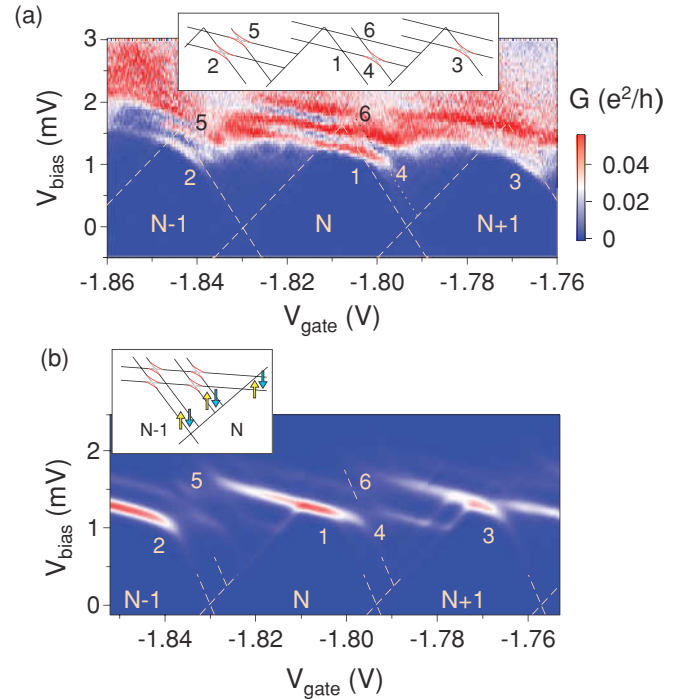 (a)
5
6
2
1
4
3
3
2
1
0
V_bias (mV)
5
6
2
1
4
3
N-1
N
N+1
-1.86
-1.84
-1.82
-1.80
-1.78
-1.76
V_gate (V)
G (e²/h)
0.04
0.02
0
(b)
N-1
N
2
1
0
V_bias (mV)
5
6
2
1
4
3
N-1
N
N+1
-1.84
-1.82
-1.80
-1.78
-1.76
V_gate (V)